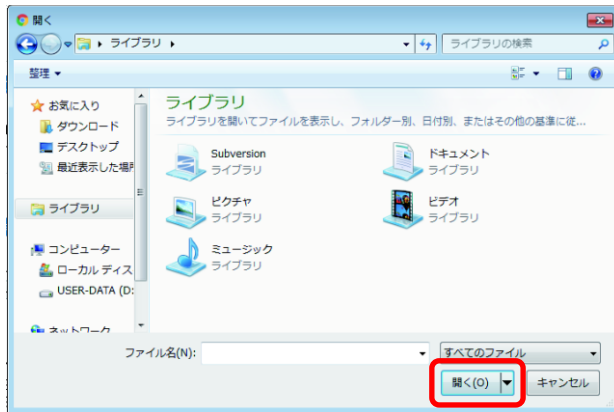 開く
ライブラリ
ライブラリの検索
整理
お気に入り
ダウンロード
デスクトップ
最近表示した場所
ライブラリ
コンピューター
ローカル ディス
USER-DATA (D:
ネットワーク
ライブラリ
ライブラリを開いてファイルを表示し、フォルダー別、日付別、またはその他の基準に従...
Subversion
ライブラリ
ドキュメント
ライブラリ
ピクチャ
ライブラリ
ビデオ
ライブラリ
ミュージック
ライブラリ
ファイル名(N):
すべてのファイル
開く(O)
キャンセル